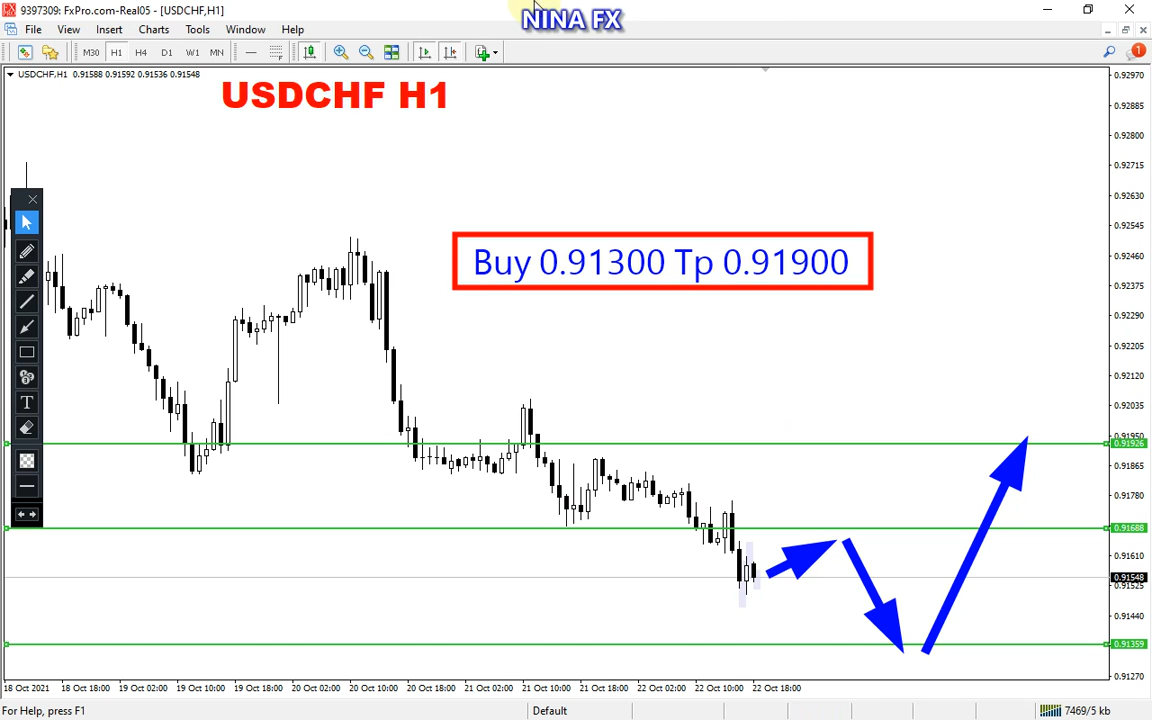 9397309: FxPro.com-Real05 - [USDCHF,H1]
NINA FX
File View Insert Charts Tools Window Help
M30 H1 H4 D1 W1 MN
1
USDCHF,H1 0.91588 0.91592 0.91536 0.91548
USDCHF H1
Buy 0.91300 Tp 0.91900
T
0.92970
0.92885
0.92800
0.92715
0.92630
0.92545
0.92460
0.92375
0.92290
0.92205
0.92120
0.92035
0.91950
0.91926
0.91865
0.91780
0.91688
0.91610
0.91548
0.91525
0.91440
0.91359
0.91270
18 Oct 2021 18 Oct 18:00 19 Oct 02:00 19 Oct 10:00 19 Oct 18:00 20 Oct 02:00 20 Oct 10:00 20 Oct 18:00 21 Oct 02:00 21 Oct 10:00 21 Oct 18:00 22 Oct 02:00 22 Oct 10:00 22 Oct 18:00
For Help, press F1 Default 7469/5 kb